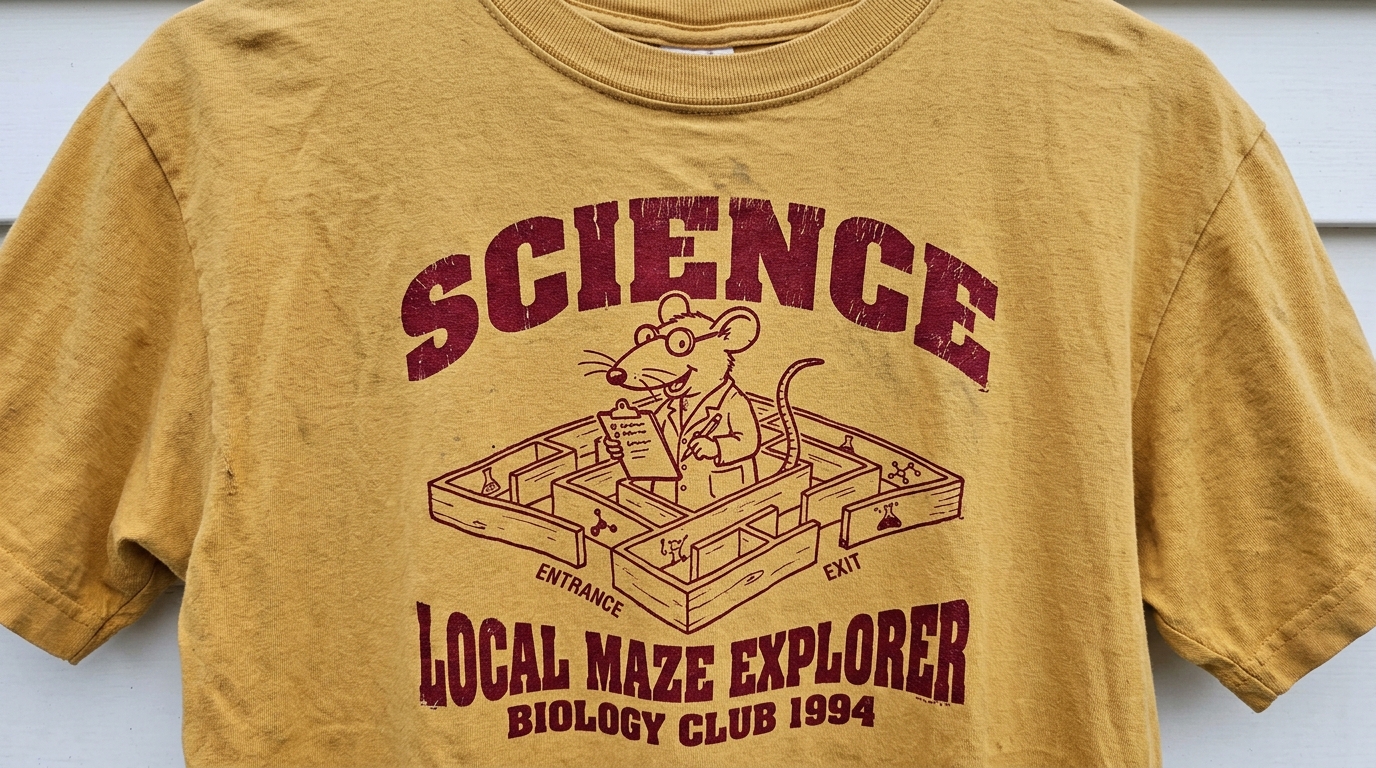 SCIENCE
ENTRANCE
EXIT
LOCAL MAZE EXPLORER
BIOLOGY CLUB 1994